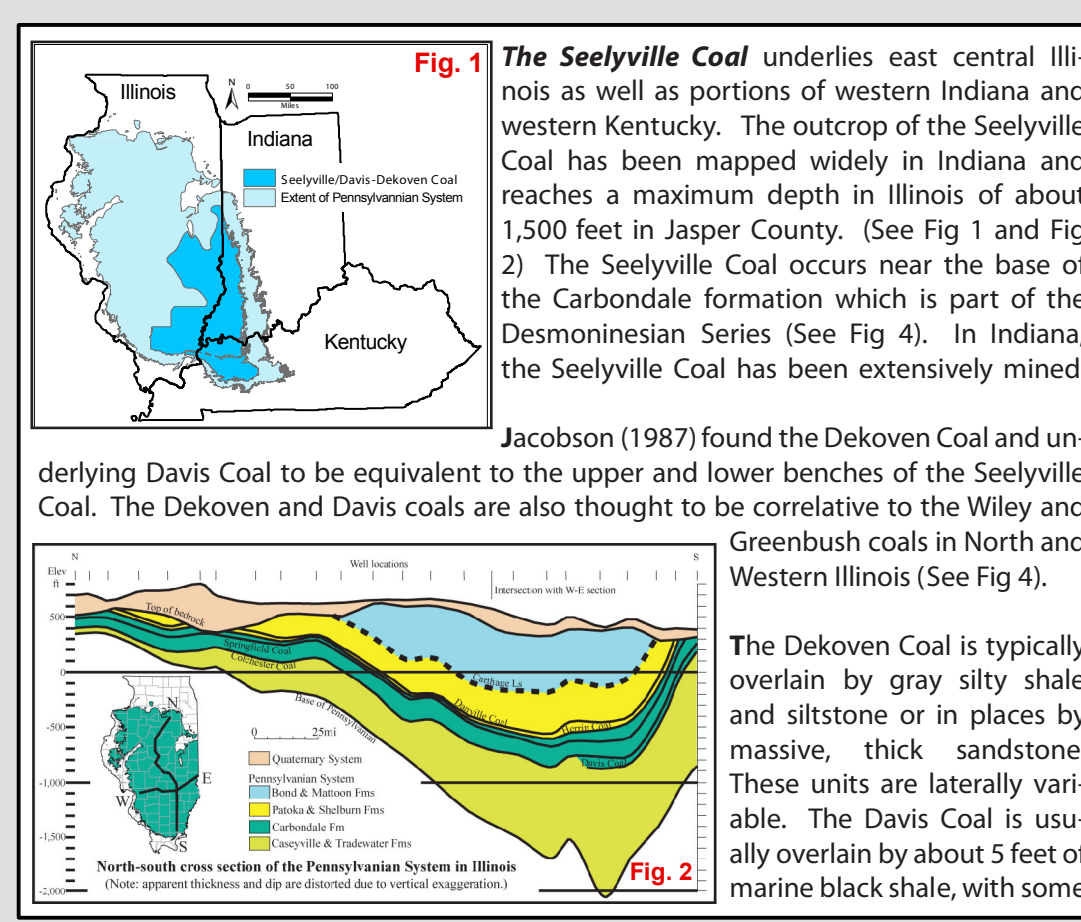 Fig. 1
N
0 50 100
Miles
Illinois
Indiana
Seelyville/Davis-Dekoven Coal
Extent of Pennsylvannian System
Kentucky
The Seelyville Coal underlies east central Illi-
nois as well as portions of western Indiana and
western Kentucky. The outcrop of the Seelyville
Coal has been mapped widely in Indiana and
reaches a maximum depth in Illinois of about
1,500 feet in Jasper County. (See Fig 1 and Fig
2) The Seelyville Coal occurs near the base of
the Carbondale formation which is part of the
Desmoninesian Series (See Fig 4). In Indiana,
the Seelyville Coal has been extensively mined
Jacobson (1987) found the Dekoven Coal and un-
derlying Davis Coal to be equivalent to the upper and lower benches of the Seelyville
Coal. The Dekoven and Davis coals are also thought to be correlative to the Wiley and
Greenbush coals in North and
Western Illinois (See Fig 4).
The Dekoven Coal is typically
overlain by gray silty shale
and siltstone or in places by
massive, thick sandstone
These units are laterally vari-
able. The Davis Coal is usu-
ally overlain by about 5 feet of
marine black shale, with some
N
S
Elev
ft
Well locations
Intersection with W-E section
500
0
-500
-1,000
-1,500
-2,000
Top of bedrock
Springfield Coal
Colchester Coal
Base of Pennsylvanian
Carthage Ls
Danville Coal
Herrin Coal
Davis Coal
N
E
W
S
0 25mi
Quaternary System
Pennsylvanian System
Bond & Mattoon Fms
Patoka & Shelburn Fms
Carbondale Fm
Caseyville & Tradewater Fms
North-south cross section of the Pennsylvanian System in Illinois
(Note: apparent thickness and dip are distorted due to vertical exaggeration.)
Fig. 2